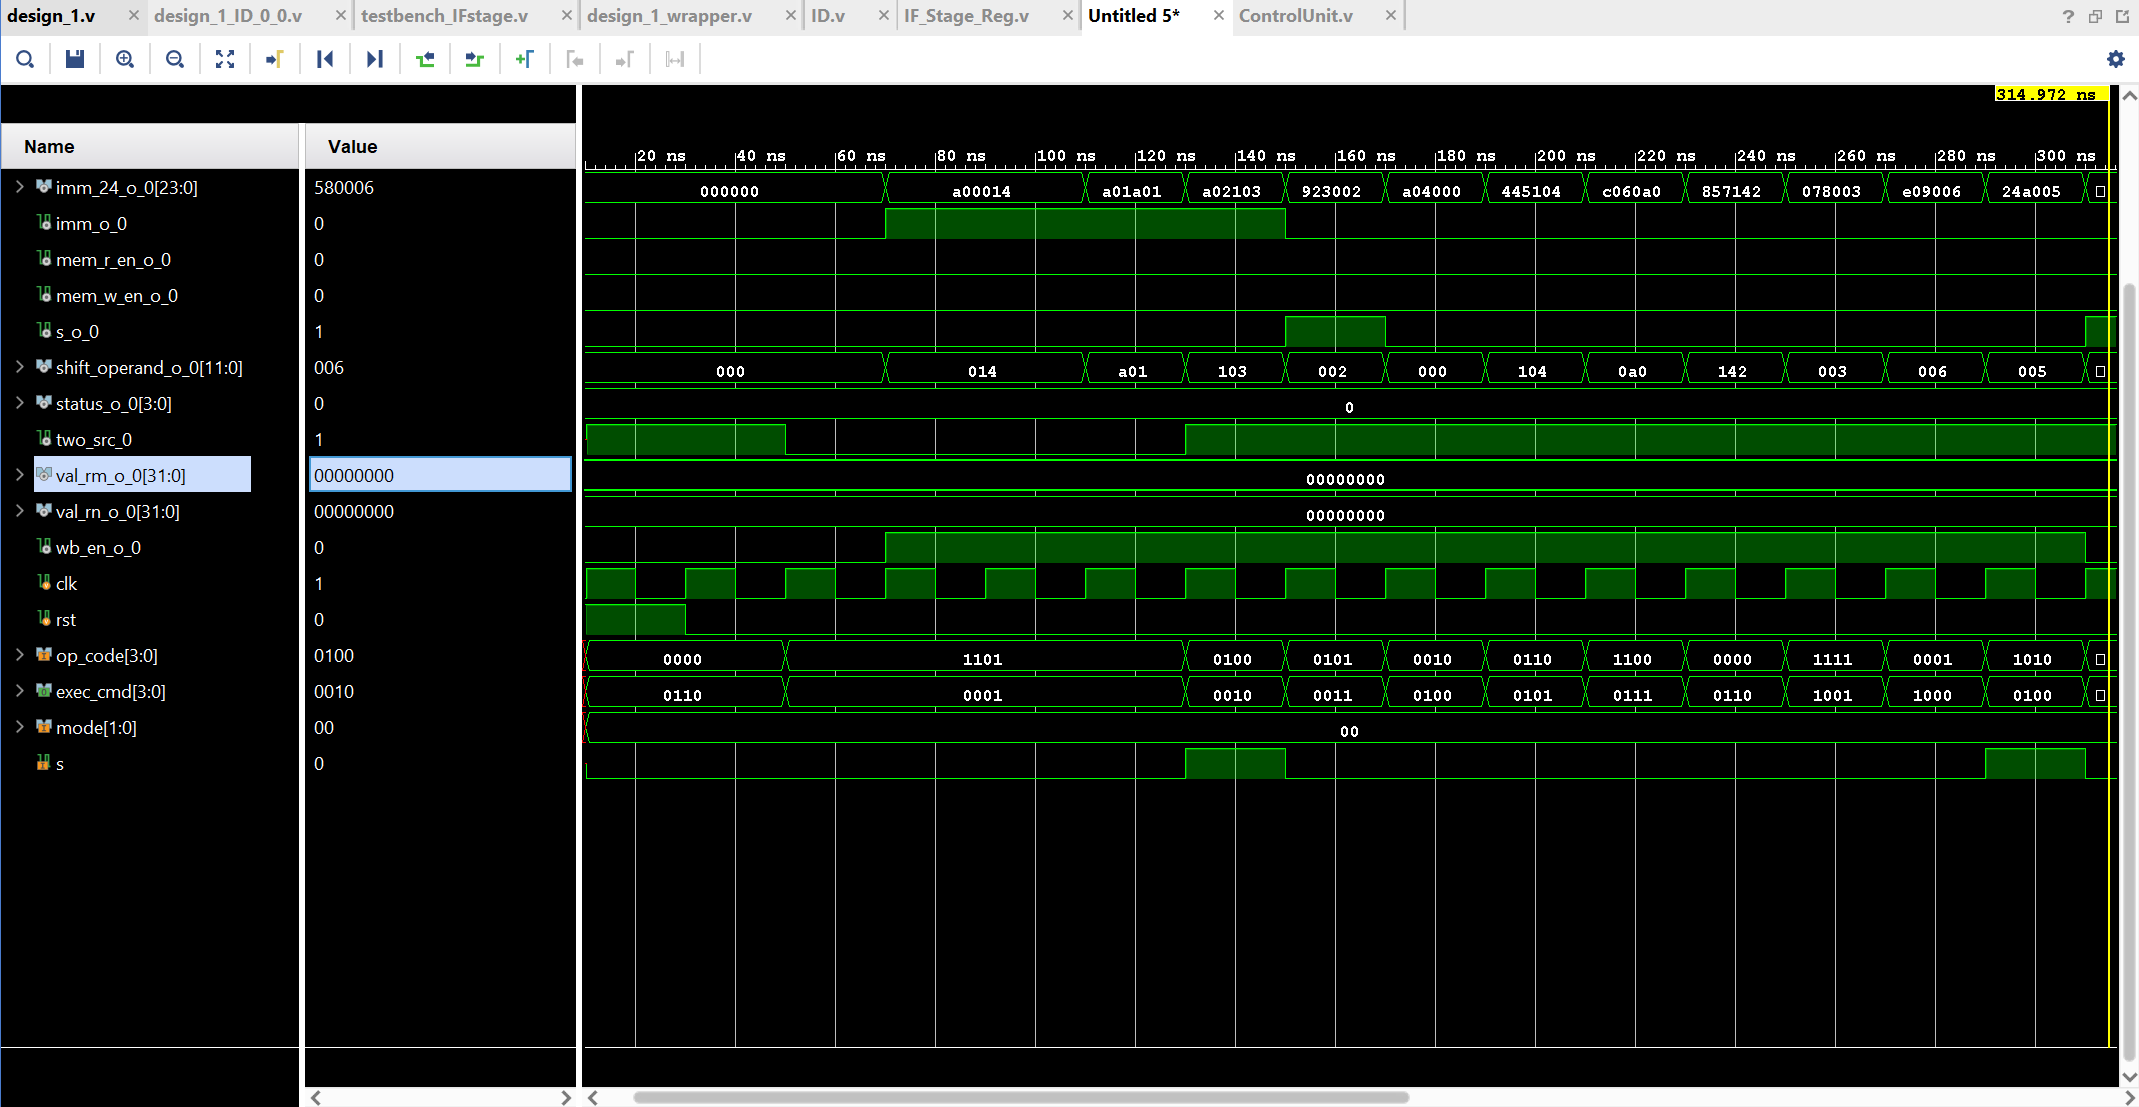 design_1.v × design_1_ID_0_0.v × testbench_IFstage.v × design_1_wrapper.v × ID.v × IF_Stage_Reg.v × Untitled 5* × ControlUnit.v × ?
314.972 ns
Name Value
20 ns 40 ns 60 ns 80 ns 100 ns 120 ns 140 ns 160 ns 180 ns 200 ns 220 ns 240 ns 260 ns 280 ns 300 ns
imm_24_o_0[23:0] 580006 000000 a00014 a01a01 a02103 923002 a04000 445104 c060a0 857142 078003 e09006 24a005
imm_o_0 0
mem_r_en_o_0 0
mem_w_en_o_0 0
s_o_0 1
shift_operand_o_0[11:0] 006 000 014 a01 103 002 000 104 0a0 142 003 006 005
status_o_0[3:0] 0 0
two_src_0 1
val_rm_o_0[31:0] 00000000 00000000
val_rn_o_0[31:0] 00000000 00000000
wb_en_o_0 0
clk 1
rst 0
op_code[3:0] 0100 0000 1101 0100 0101 0010 0110 1100 0000 1111 0001 1010
exec_cmd[3:0] 0010 0110 0001 0010 0011 0100 0101 0111 0110 1001 1000 0100
mode[1:0] 00 00
s 0